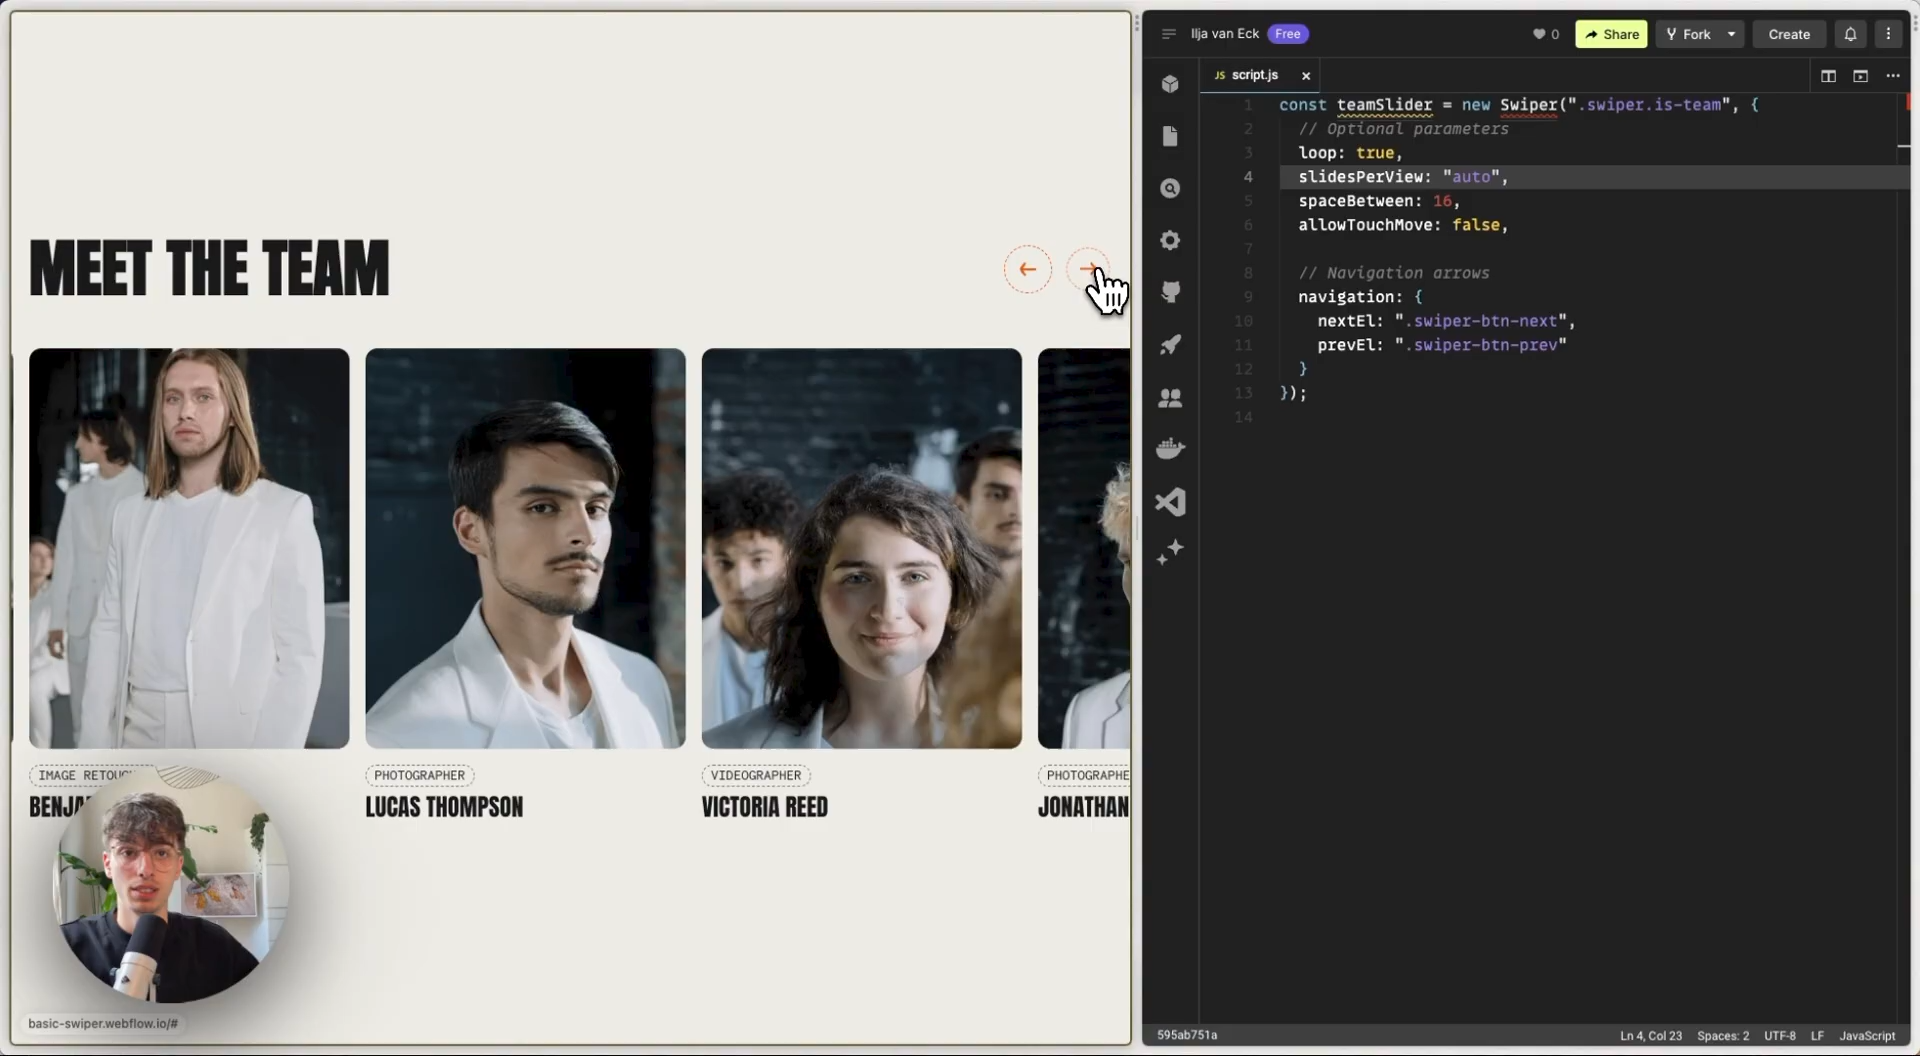 MEET THE TEAM
IMAGE RETOUC
BENJA
PHOTOGRAPHER
LUCAS THOMPSON
VIDEOGRAPHER
VICTORIA REED
PHOTOGRAPHE
JONATHAN
basic-swiper.webflow.io/#
Ilja van Eck Free 0 Share Fork Create
JS script.js ×
1 const teamSlider = new Swiper(".swiper.is-team", {
2 // Optional parameters
3 loop: true,
4 slidesPerView: "auto",
5 spaceBetween: 16,
6 allowTouchMove: false,
7
8 // Navigation arrows
9 navigation: {
10 nextEl: ".swiper-btn-next",
11 prevEl: ".swiper-btn-prev"
12 }
13 });
14
595ab751a Ln 4, Col 23 Spaces: 2 UTF-8 LF JavaScript